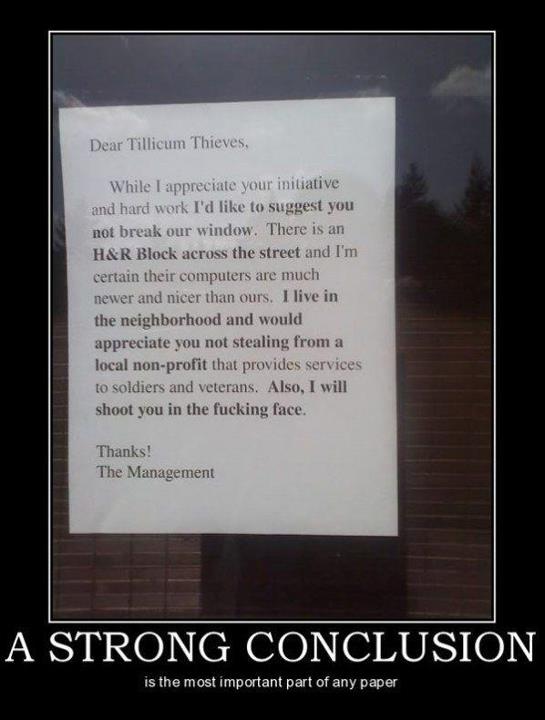 Dear Tillicum Thieves,
While I appreciate your initiative
and hard work I'd like to suggest you
not break our window. There is an
H&R Block across the street and I'm
certain their computers are much
newer and nicer than ours. I live in
the neighborhood and would
appreciate you not stealing from a
local non-profit that provides services
to soldiers and veterans. Also, I will
shoot you in the fucking face.
Thanks!
The Management
A STRONG CONCLUSION
is the most important part of any paper